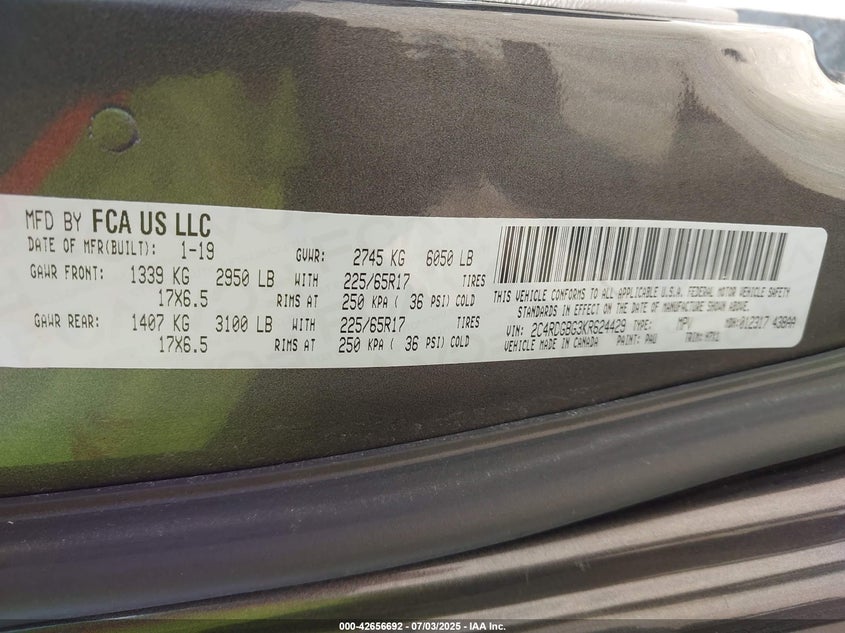 MFD BY FCA US LLC
DATE OF MFR(BUILT): 1-19 GVWR: 2745 KG 6050 LB
GAWR FRONT: 1339 KG 2950 LB WITH 225/65R17 TIRES
17X6.5 RIMS AT 250 KPA ( 36 PSI) COLD
GAWR REAR: 1407 KG 3100 LB WITH 225/65R17 TIRES
17X6.5 RIMS AT 250 KPA ( 36 PSI) COLD
THIS VEHICLE CONFORMS TO ALL APPLICABLE U.S.A. FEDERAL MOTOR VEHICLE SAFETY
STANDARDS IN EFFECT ON THE DATE OF MANUFACTURE SHOWN ABOVE.
VIN: 2C4RDGBG3KR624429 TYPE: MPV MDH:012317 438AA
VEHICLE MADE IN CANADA PAINT: PAU TRIM:
000-42656692 - 07/03/2025 - IAA Inc.